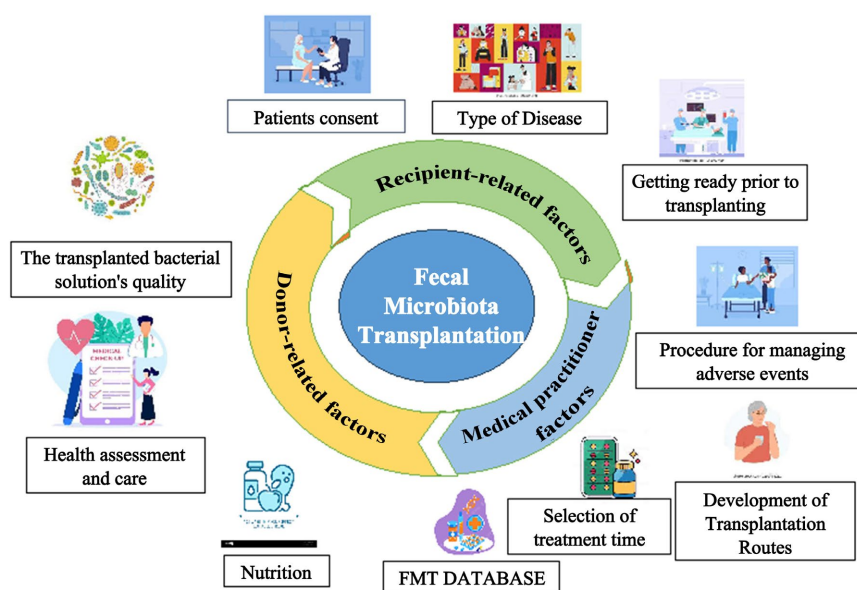 Patients consent
Type of Disease
Getting ready prior to
transplanting
The transplanted bacterial
solution's quality
Recipient-related factors
Donor-related factors
Medical practitioner
factors
Fecal
Microbiota
Transplantation
Procedure for managing
adverse events
MEDICAL
CHECK UP
Health assessment
and care
Development of
Transplantation
Routes
Selection of
treatment time
FMT DATABASE
Nutrition